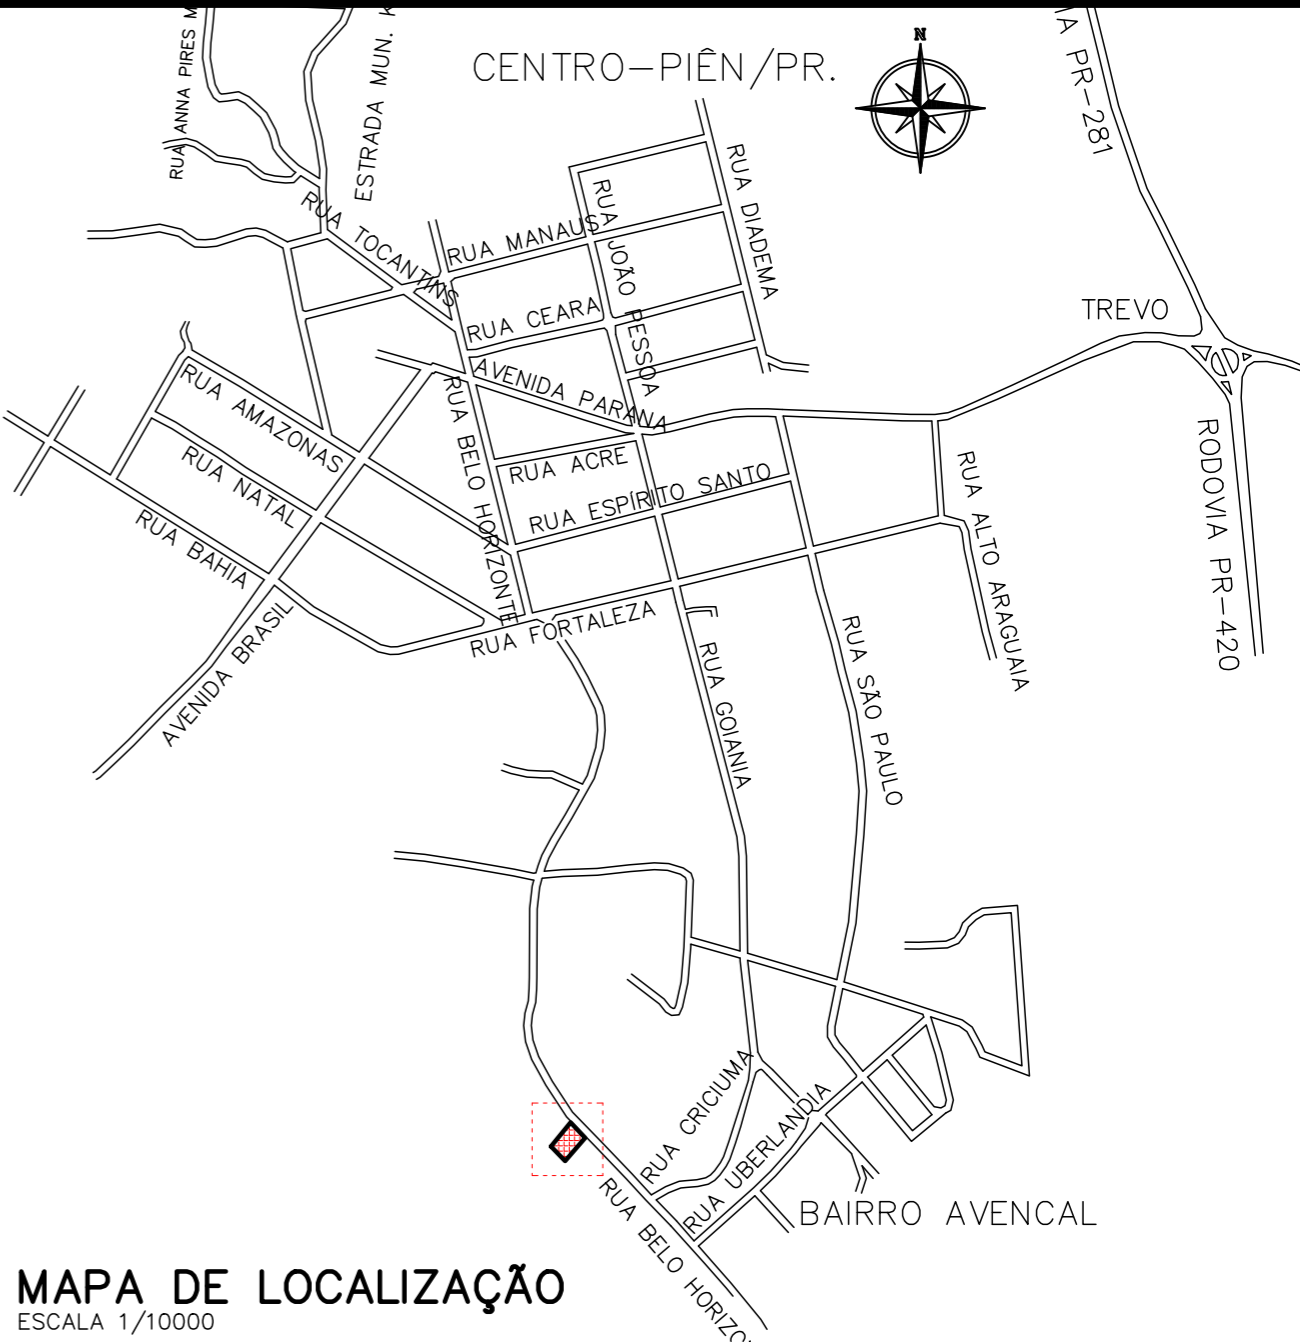 CENTRO-PIÊN/PR.
N
RUA ANNA PIRES
ESTRADA MUN.
PR-281
RUA TOCANTINS
RUA MANAUS
RUA JOÃO PESSOA
RUA DIADEMA
RUA CEARA
TREVO
AVENIDA PARANA
RUA AMAZONAS
RUA NATAL
RUA BAHIA
RUA BELO HORIZONTE
RUA ACRE
RUA ESPÍRITO SANTO
RUA ALTO ARAGUAIA
RODOVIA PR-420
AVENIDA BRASIL
RUA FORTALEZA
RUA GOIANIA
RUA SÃO PAULO
RUA CRICIUMA
RUA UBERLANDIA
RUA BELO
BAIRRO AVENCAL
MAPA DE LOCALIZAÇÃO
ESCALA 1/10000